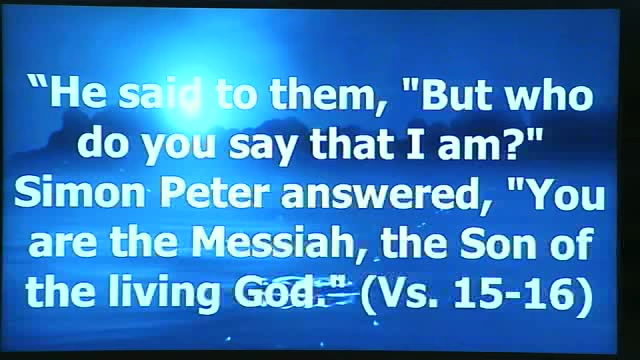 “He said to them, "But who
do you say that I am?"
Simon Peter answered, "You
are the Messiah, the Son of
the living God." (Vs. 15-16)